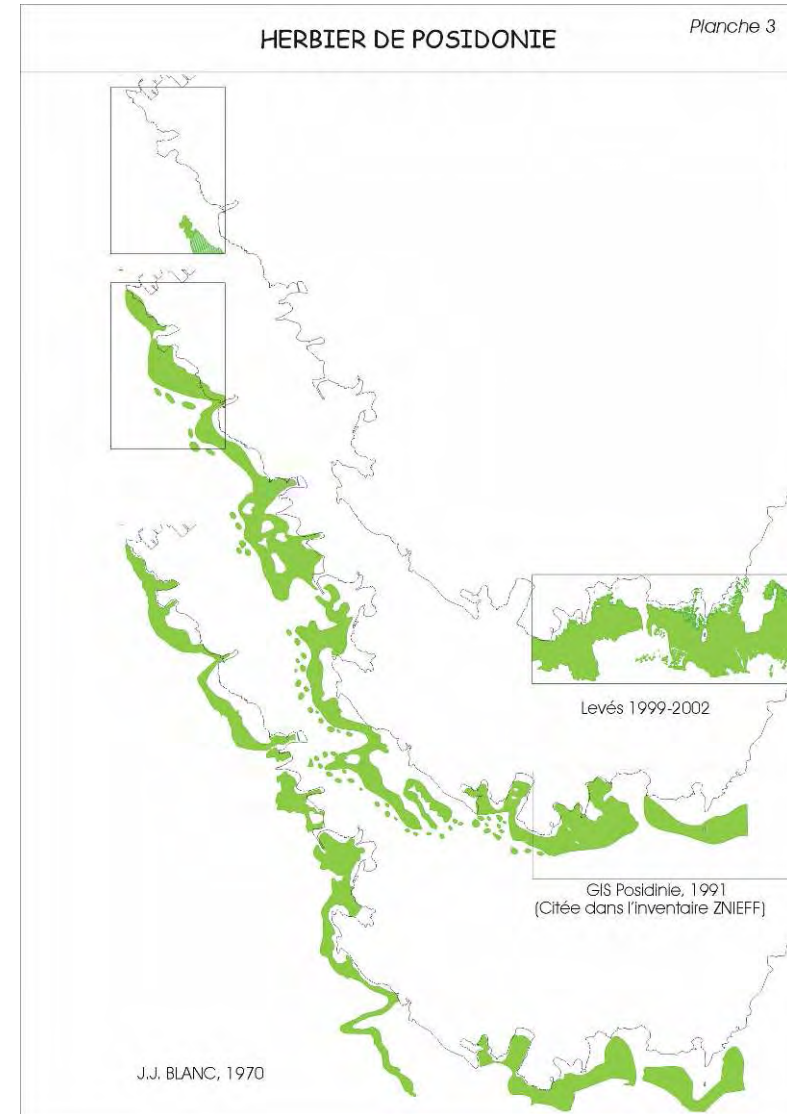 HERBIER DE POSIDONIE
Planche 3
Levés 1999-2002
GIS Posidinie, 1991
(Citée dans l'inventaire ZNIEFF)
J.J. BLANC, 1970